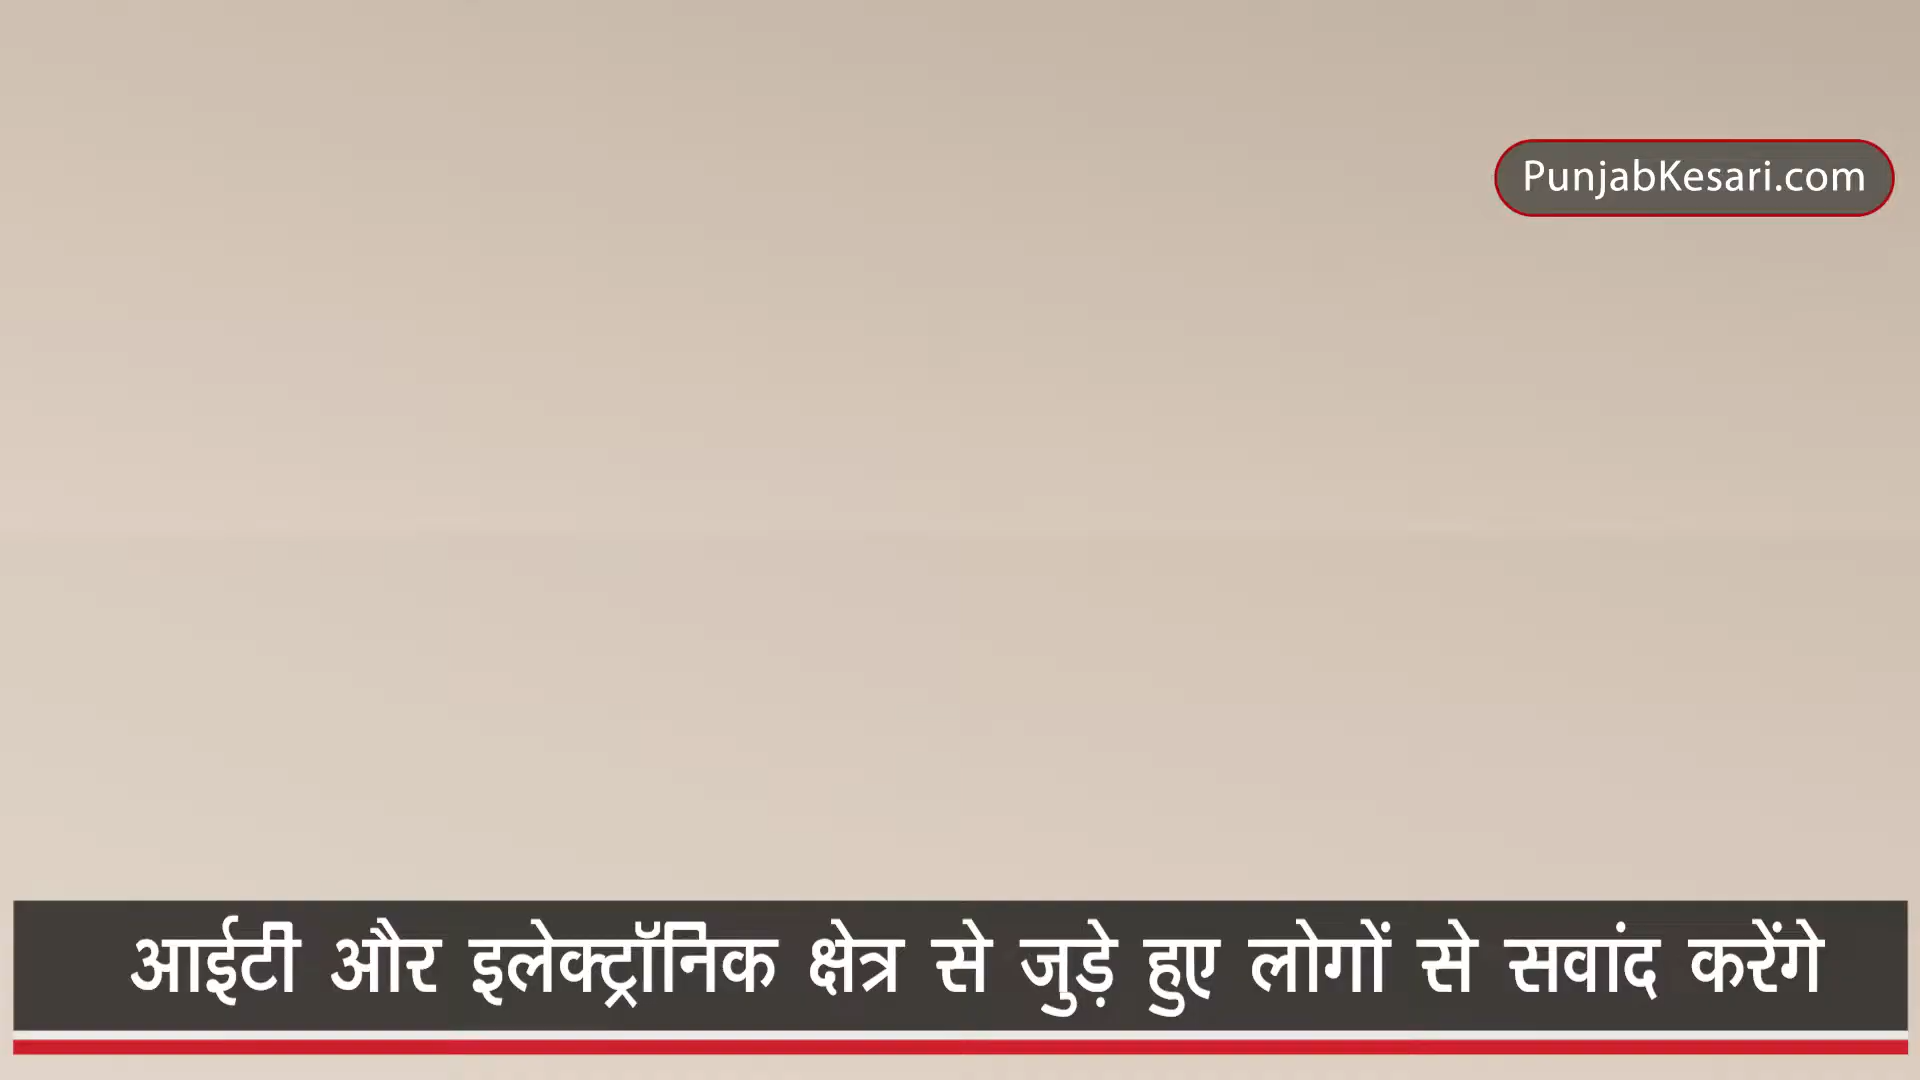 PunjabKesari.com
आईटी और इलेक्ट्रॉनिक क्षेत्र से जुड़े हुए लोगों से सवांद करेंगे